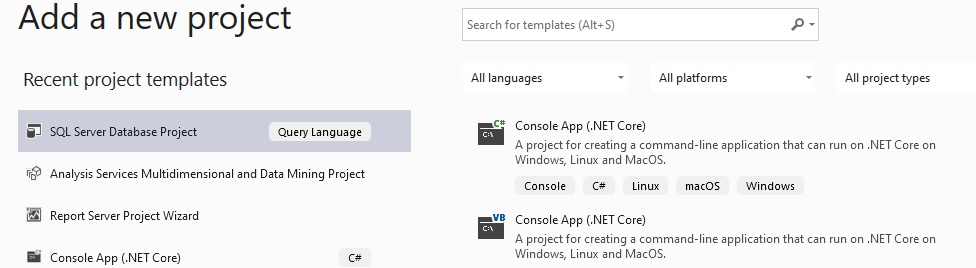 Add a new project
Search for templates (Alt+S)
Recent project templates
All languages
All platforms
All project types
SQL Server Database Project
Query Language
Analysis Services Multidimensional and Data Mining Project
Report Server Project Wizard
Console App (.NET Core)
C#
C#
C:\
Console App (.NET Core)
A project for creating a command-line application that can run on .NET Core on
Windows, Linux and MacOS.
Console
C#
Linux
macOS
Windows
VB
C:\
Console App (.NET Core)
A project for creating a command-line application that can run on .NET Core on
Windows, Linux and MacOS.